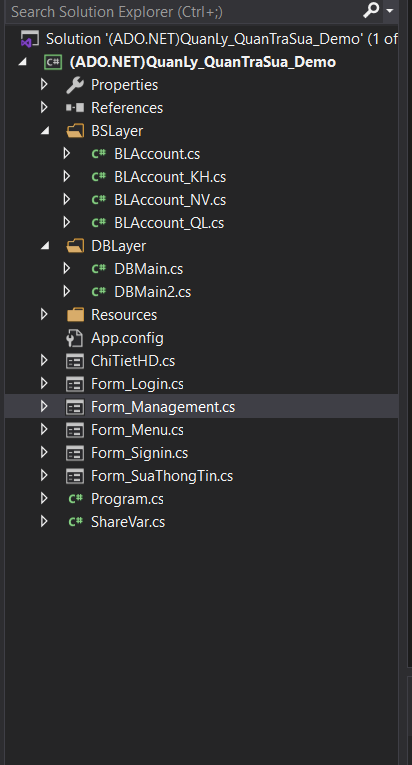 Search Solution Explorer (Ctrl+;)
Solution '(ADO.NET)QuanLy_QuanTraSua_Demo' (1 of
(ADO.NET)QuanLy_QuanTraSua_Demo
Properties
References
BSLayer
C# BLAccount.cs
C# BLAccount_KH.cs
C# BLAccount_NV.cs
C# BLAccount_QL.cs
DBLayer
C# DBMain.cs
C# DBMain2.cs
Resources
App.config
ChiTietHD.cs
Form_Login.cs
Form_Management.cs
Form_Menu.cs
Form_Signin.cs
Form_SuaThongTin.cs
C# Program.cs
C# ShareVar.cs